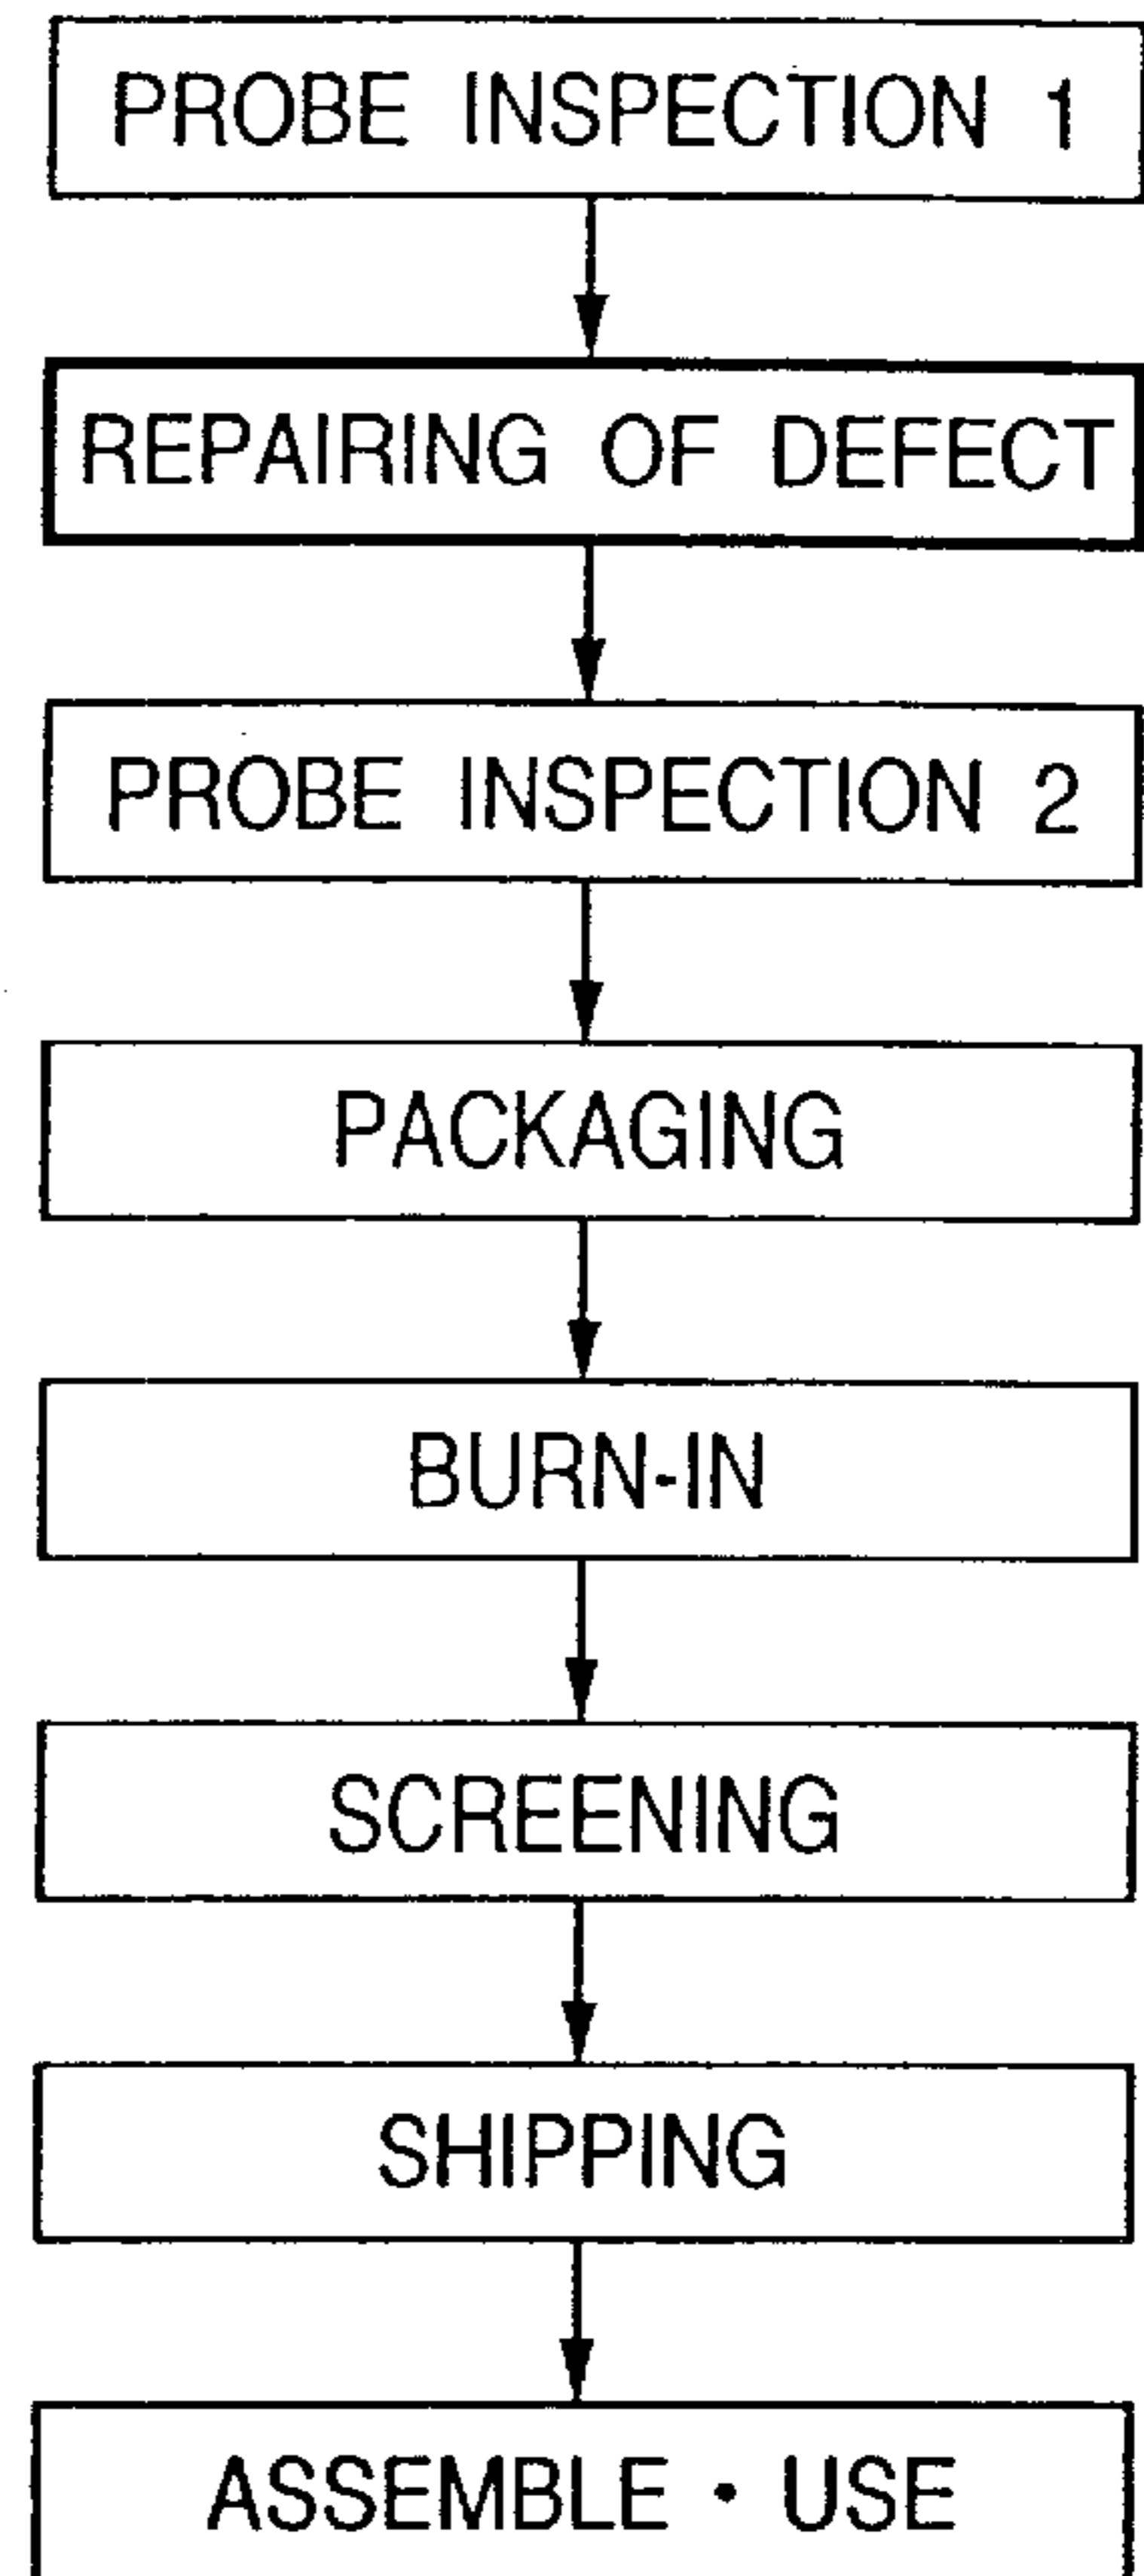 PROBE INSPECTION 1
REPAIRING OF DEFECT
PROBE INSPECTION 2
PACKAGING
BURN-IN
SCREENING
SHIPPING
ASSEMBLE • USE